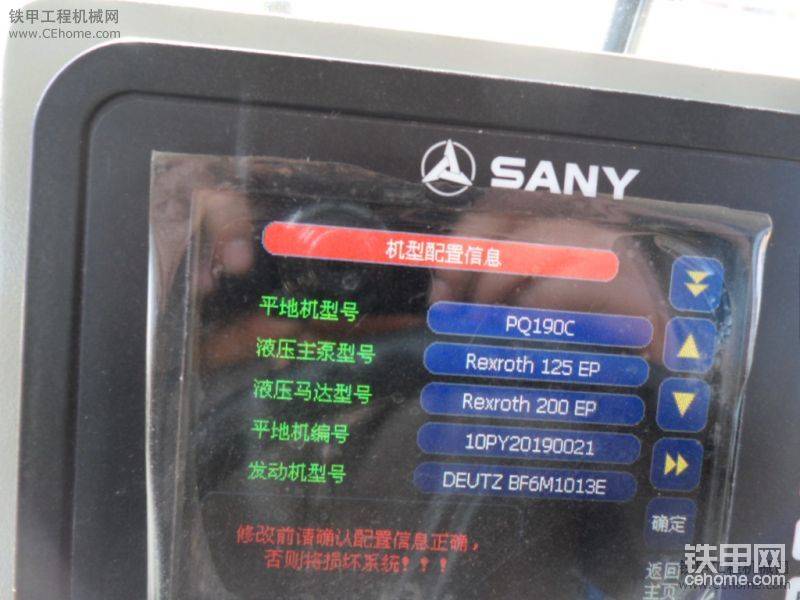 铁甲工程机械网
www.CEhome.com
SANY
机型配置信息
平地机型号 PQ190C
液压主泵型号 Rexroth 125 EP
液压马达型号 Rexroth 200 EP
平地机编号 10PY20190021
发动机型号 DEUTZ BF6M1013E
修改前请确认配置信息正确，
否则将损坏系统！！！
确定
返回
主页
铁甲网
cehome.com